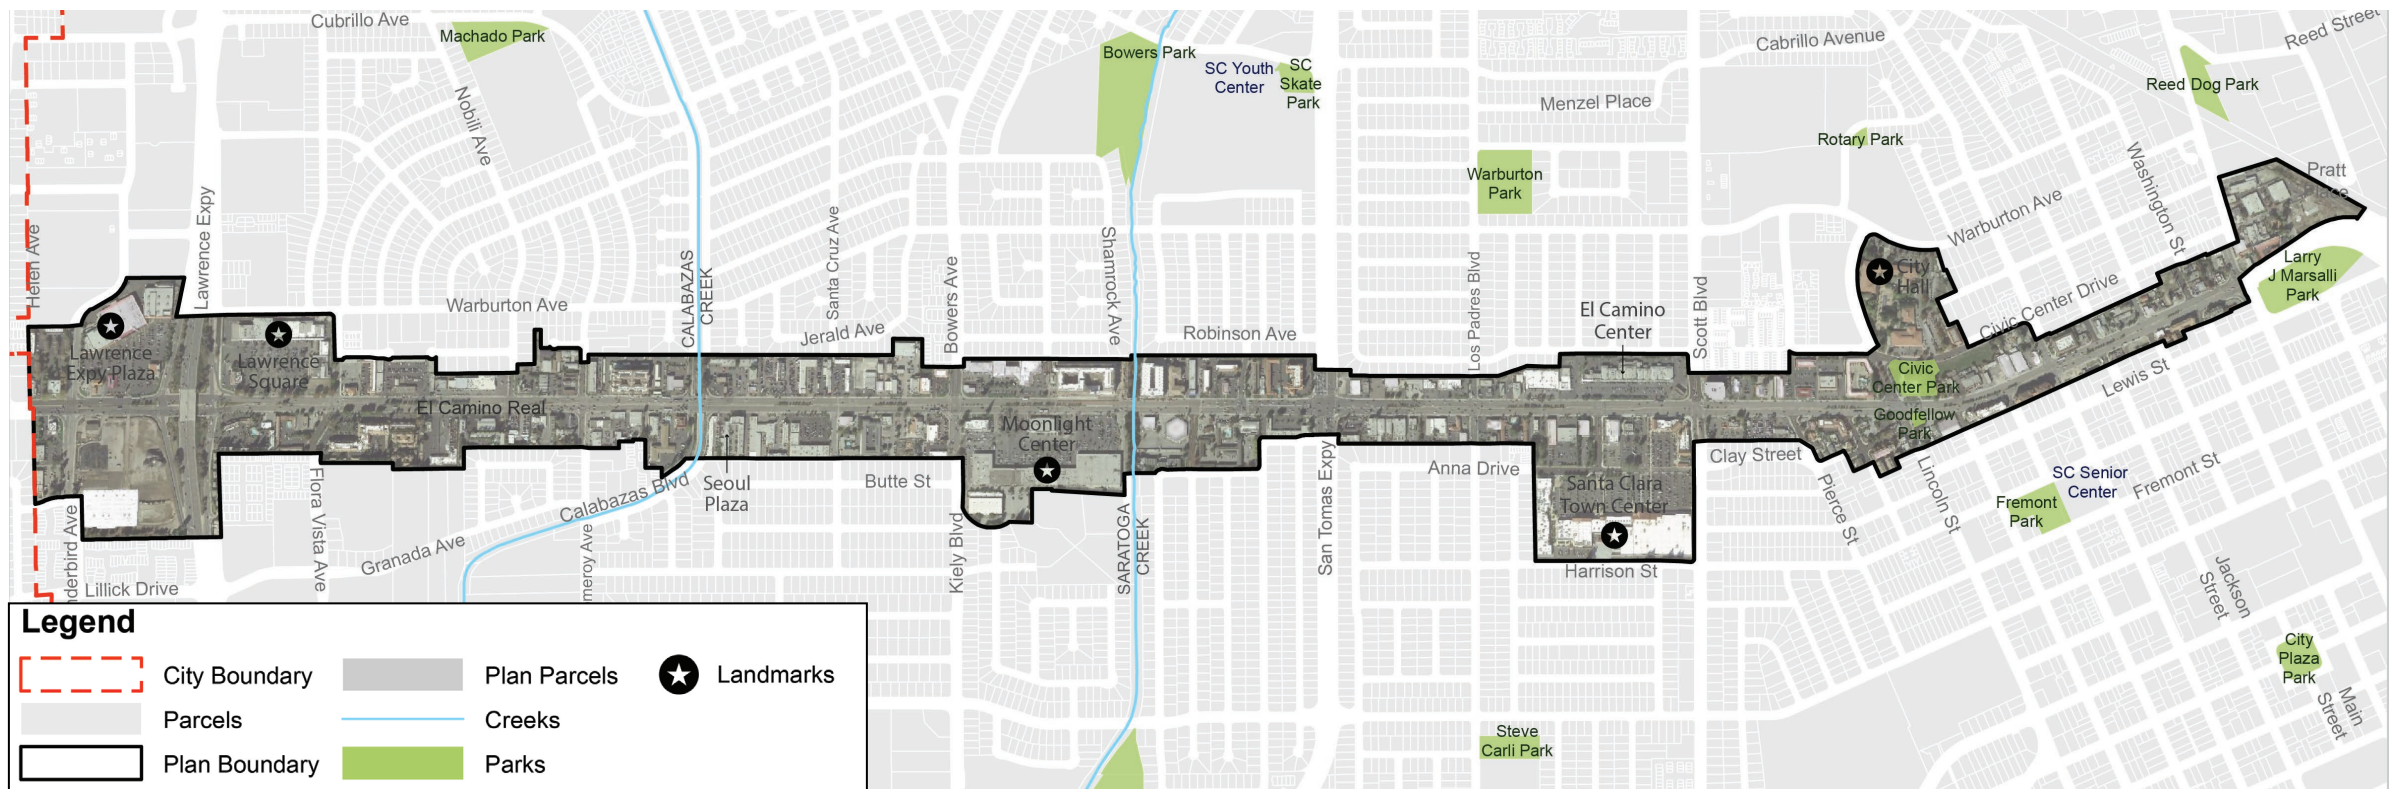 Cubrillo Ave
Machado Park
Nobili Ave
Bowers Park
SC Youth
Center
SC
Skate
Park
Cabrillo Avenue
Menzel Place
Reed Street
Reed Dog Park
Rotary Park
Warburton
Park
Washington St
Pratt
Helen Ave
Lawrence Expy
CALABAZAS
CREEK
Santa Cruz Ave
Bowers Ave
Shamrock Ave
Los Padres Blvd
Scott Blvd
Warburton Ave
City
Hall
Civic Center Drive
Larry
J Marsalli
Park
Warburton Ave
Jerald Ave
Robinson Ave
El Camino
Center
Lawrence
Expy Plaza
Lawrence
Square
El Camino Real
Moonlight
Center
Civic
Center Park
Goodfellow
Park
Lewis St
Flora Vista Ave
Calabazas Blvd
Seoul
Plaza
Butte St
Kiely Blvd
SARATOGA
CREEK
San Tomas Expy
Anna Drive
Santa Clara
Town Center
Harrison St
Clay Street
Pierce St
Lincoln St
SC Senior
Center
Fremont
Park
Fremont St
Granada Ave
Lillick Drive
nderbird Ave
meroy Ave
Jackson
Street
City
Plaza
Park
Main
Street
Steve
Carli Park
Legend
City Boundary
Parcels
Plan Boundary
Plan Parcels
Creeks
Parks
Landmarks